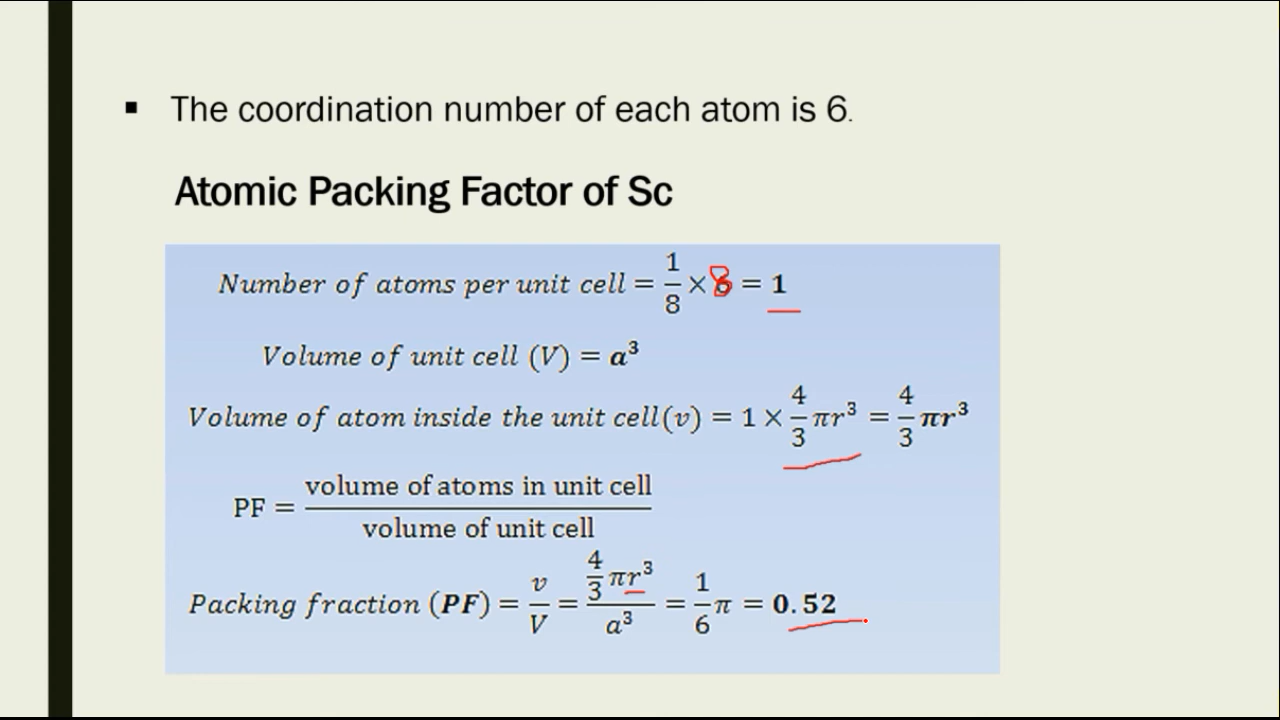 ▪ The coordination number of each atom is 6.
Atomic Packing Factor of Sc
Number of atoms per unit cell = 1/8 × 8 = 1
Volume of unit cell (V) = a³
Volume of atom inside the unit cell(v) = 1 × 4/3 πr³ = 4/3 πr³
PF = volume of atoms in unit cell / volume of unit cell
Packing fraction (PF) = v/V = 4/3 πr³ / a³ = 1/6 π = 0.52